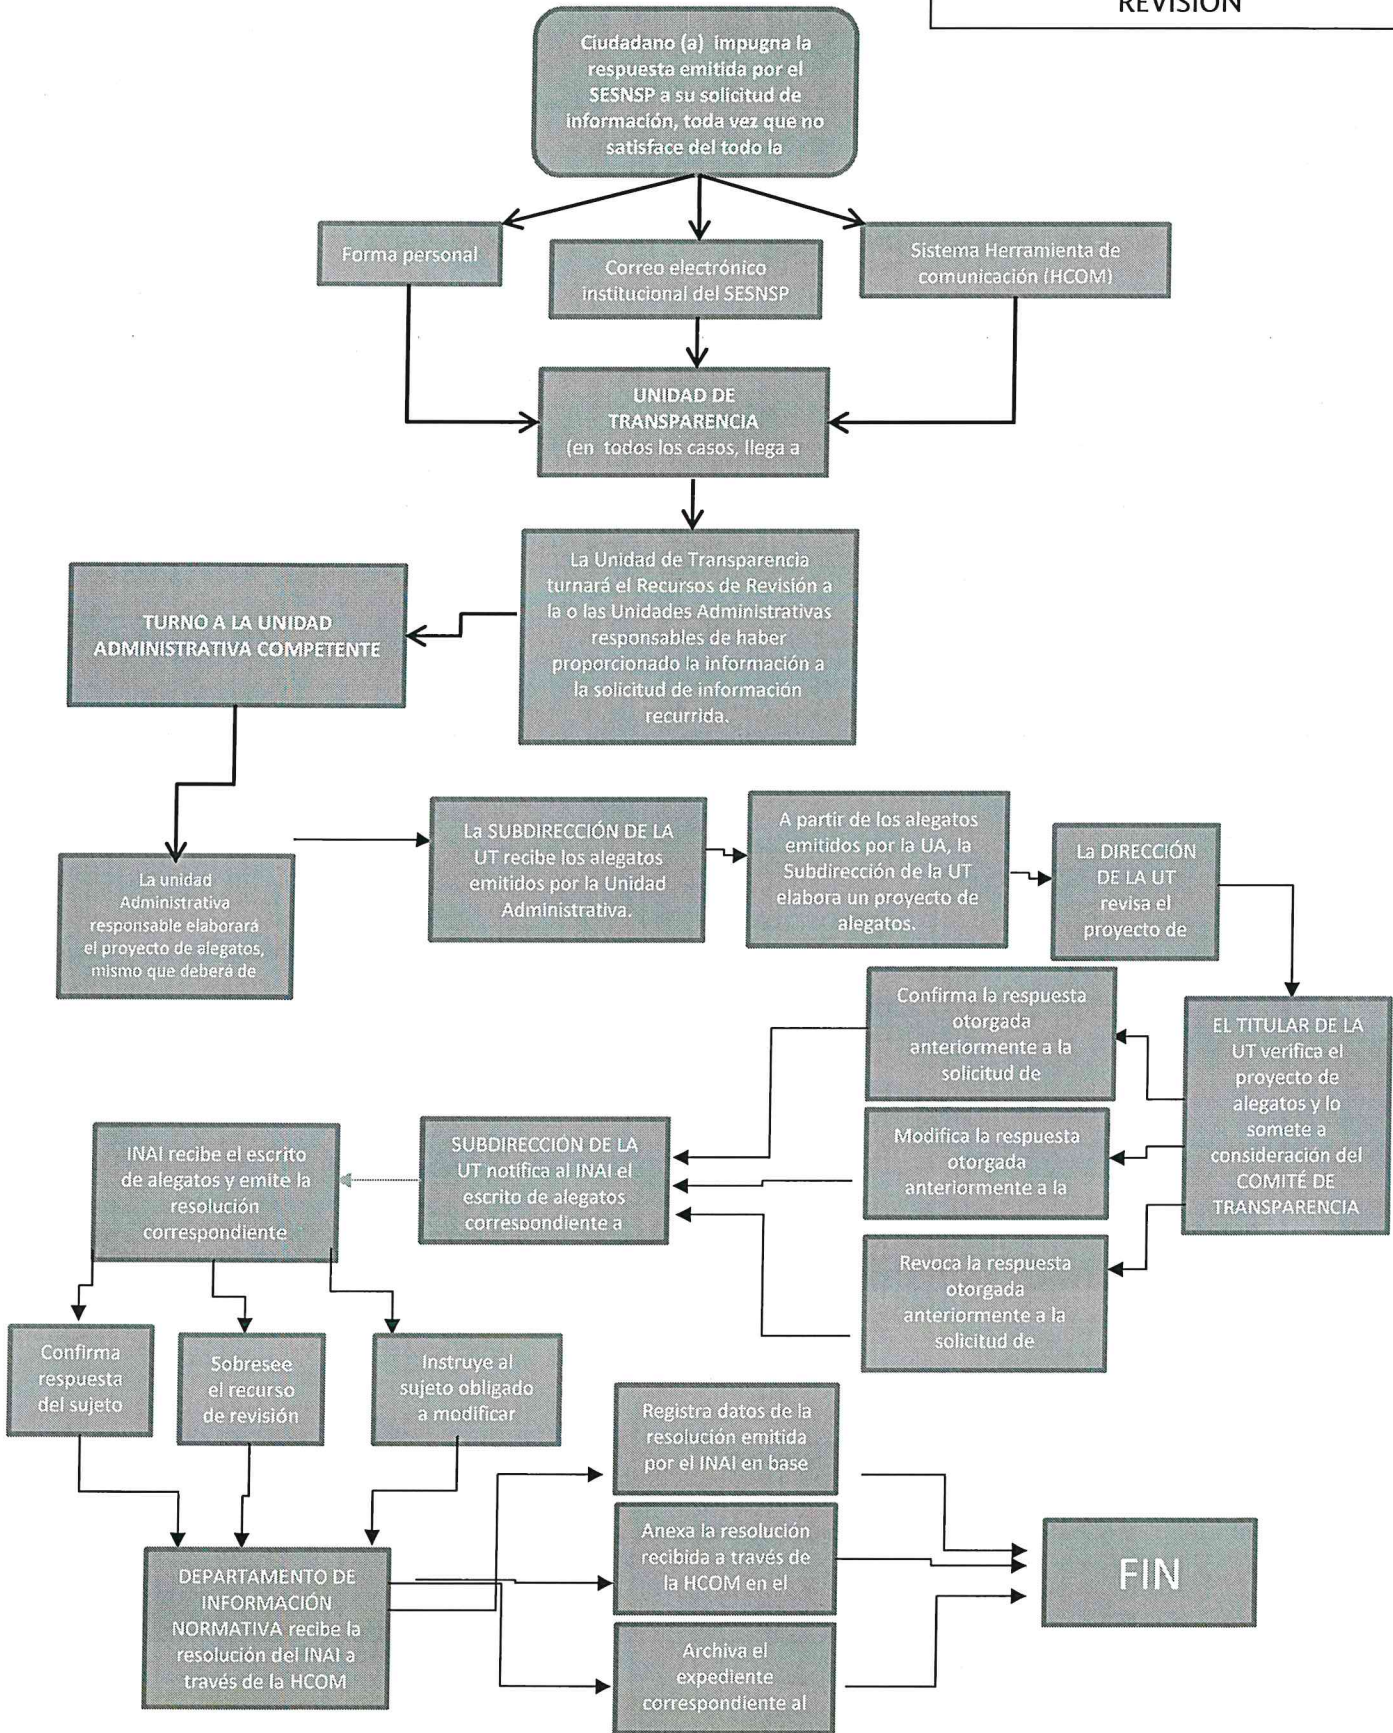 REVISIÓN
Ciudadano (a) impugna la
respuesta emitida por el
SESNSP a su solicitud de
información, toda vez que no
satisface del todo la
Forma personal
Correo electrónico
institucional del SESNSP
Sistema Herramienta de
comunicación (HCOM)
UNIDAD DE
TRANSPARENCIA
(en todos los casos, llega a
La Unidad de Transparencia
turnará el Recursos de Revisión a
la o las Unidades Administrativas
responsables de haber
proporcionado la información a
la solicitud de información
recurrida.
TURNO A LA UNIDAD
ADMINISTRATIVA COMPETENTE
La unidad
Administrativa
responsable elaborará
el proyecto de alegatos,
mismo que deberá de
La SUBDIRECCIÓN DE LA
UT recibe los alegatos
emitidos por la Unidad
Administrativa.
A partir de los alegatos
emitidos por la UA, la
Subdirección de la UT
elabora un proyecto de
alegatos.
La DIRECCIÓN
DE LA UT
revisa el
proyecto de
EL TITULAR DE LA
UT verifica el
proyecto de
alegatos y lo
somete a
consideración del
COMITÉ DE
TRANSPARENCIA
Confirma la respuesta
otorgada
anteriormente a la
solicitud de
Modifica la respuesta
otorgada
anteriormente a la
Revoca la respuesta
otorgada
anteriormente a la
solicitud de
SUBDIRECCIÓN DE LA
UT notifica al INAI el
escrito de alegatos
correspondiente a
INAI recibe el escrito
de alegatos y emite la
resolución
correspondiente
Confirma
respuesta
del sujeto
Sobresee
el recurso
de revisión
Instruye al
sujeto obligado
a modificar
DEPARTAMENTO DE
INFORMACIÓN
NORMATIVA recibe la
resolución del INAI a
través de la HCOM
Registra datos de la
resolución emitida
por el INAI en base
Anexa la resolución
recibida a través de
la HCOM en el
Archiva el
expediente
correspondiente al
FIN